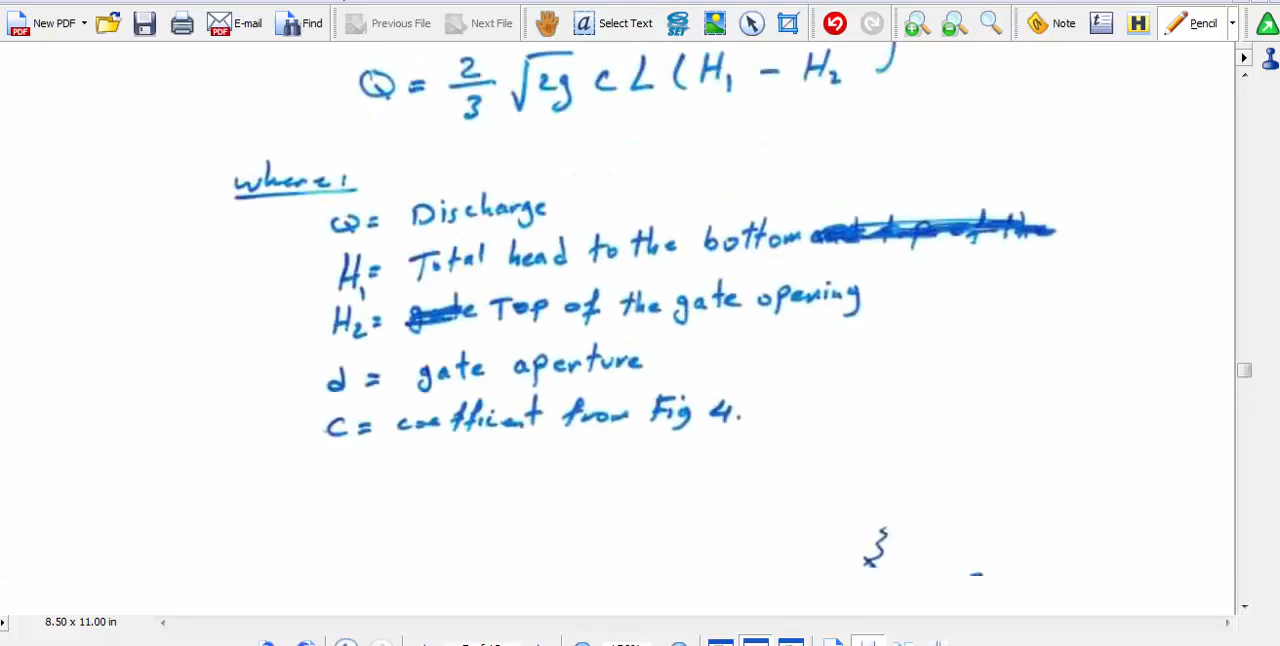 New PDF E-mail Find Previous File Next File Select Text Note Pencil
Q = 2/3 √2g C L (H₁ - H₂ )
where:
Q = Discharge
H₁ = Total head to the bottom
H₂ = Top of the gate opening
d = gate aperture
C = coefficient from Fig 4.
8.50 x 11.00 in